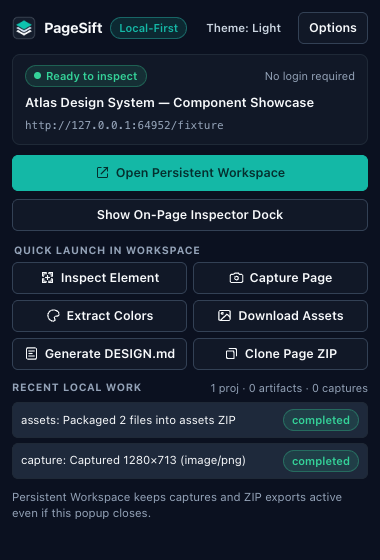 PageSift Local-First Theme: Light Options
Ready to inspect No login required
Atlas Design System — Component Showcase
http://127.0.0.1:64952/fixture
Open Persistent Workspace
Show On-Page Inspector Dock
QUICK LAUNCH IN WORKSPACE
Inspect Element Capture Page
Extract Colors Download Assets
Generate DESIGN.md Clone Page ZIP
RECENT LOCAL WORK 1 proj · 0 artifacts · 0 captures
assets: Packaged 2 files into assets ZIP completed
capture: Captured 1280×713 (image/png) completed
Persistent Workspace keeps captures and ZIP exports active
even if this popup closes.